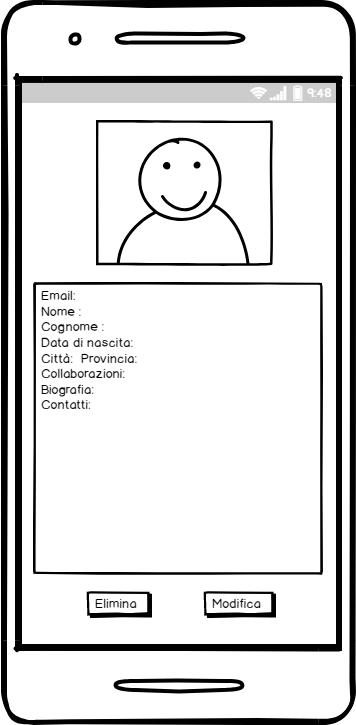 9:48
Email:
Nome :
Cognome :
Data di nascita:
Città: Provincia:
Collaborazioni:
Biografia:
Contatti:
Elimina Modifica